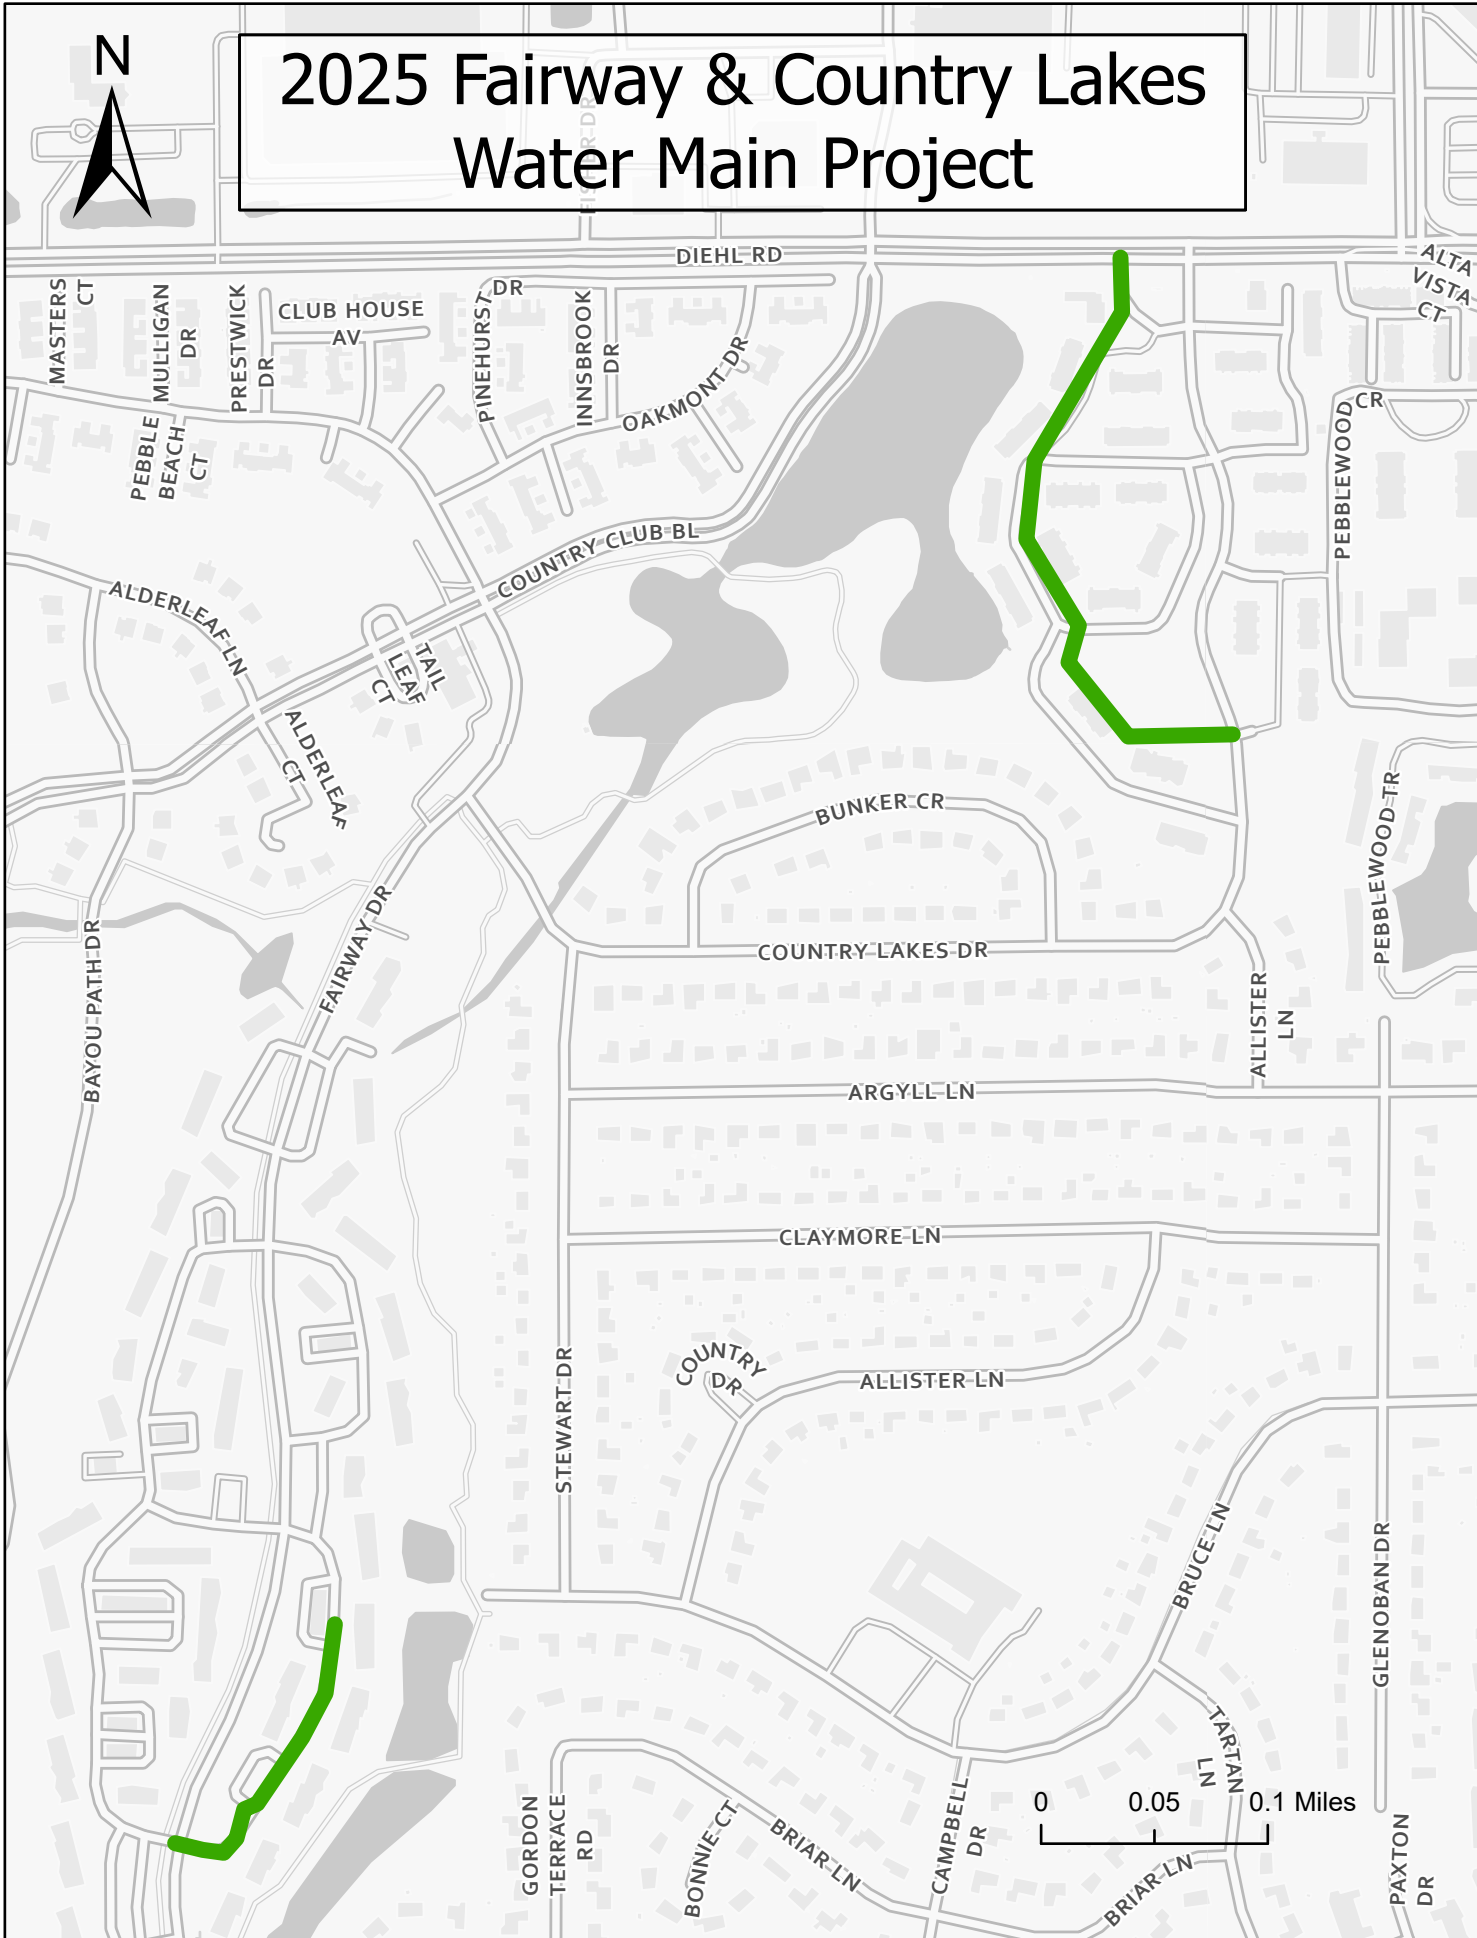 N
2025 Fairway & Country Lakes
Water Main Project
FISHER DR
DIEHL RD
ALTA
VISTA
CT
MASTERS
CT
MULLIGAN
DR
PRESTWICK
DR
CLUB HOUSE
AV
PINEHURST
DR
INNSBROOK
DR
OAKMONT DR
PEBBLE
BEACH
CT
PEBBLEWOOD
CR
COUNTRY CLUB BL
ALDERLEAF LN
TAIL
LEAF
CT
ALDERLEAF
CT
BUNKER CR
PEBBLEWOOD TR
FAIRWAY DR
BAYOU PATH DR
COUNTRY LAKES DR
ALLISTER
LN
ARGYLL LN
CLAYMORE LN
STEWART DR
COUNTRY
DR
ALLISTER LN
BRUCE LN
GLENOBAN DR
TARTAN
LN
0 0.05 0.1 Miles
GORDON
TERRACE
RD
BONNIE CT
BRIAR LN
CAMPBELL
DR
BRIAR LN
PAXTON
DR